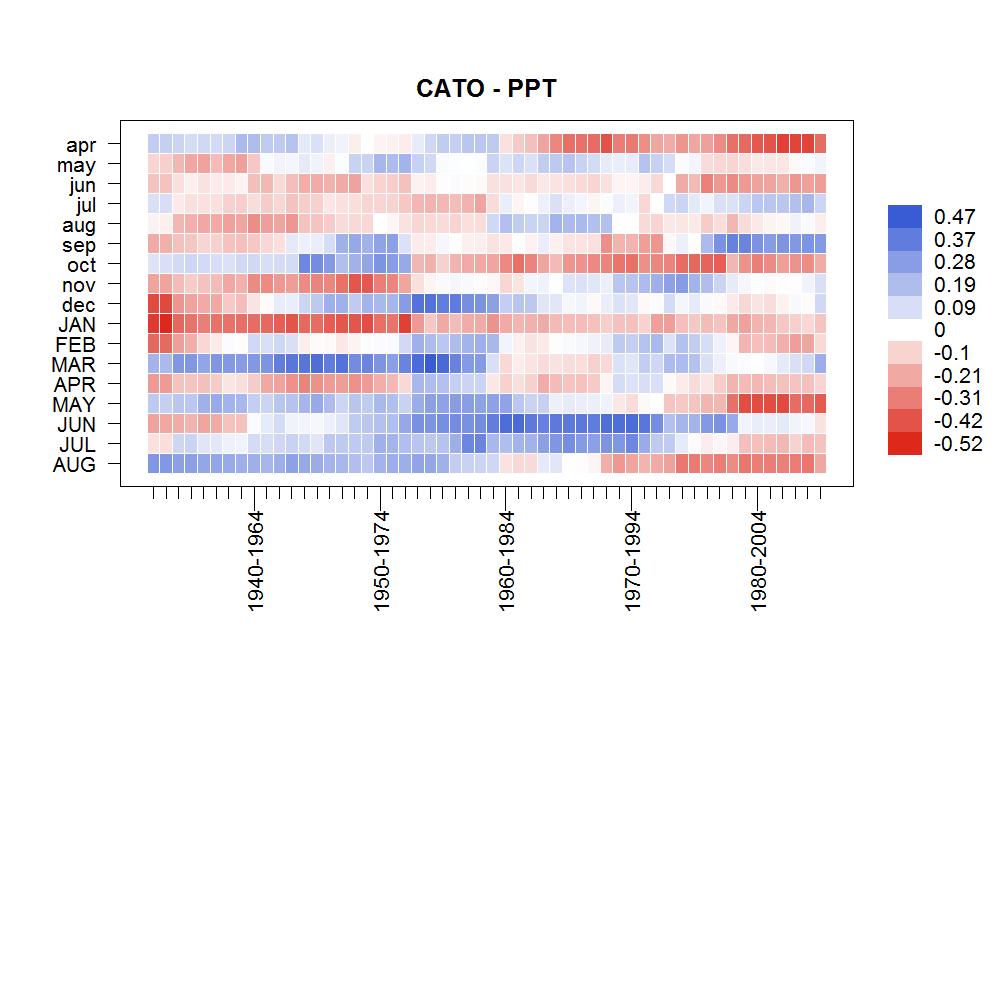 CATO - PPT
apr
may
jun
jul
aug
sep
oct
nov
dec
JAN
FEB
MAR
APR
MAY
JUN
JUL
AUG
0.47
0.37
0.28
0.19
0.09
0
-0.1
-0.21
-0.31
-0.42
-0.52
1940-1964
1950-1974
1960-1984
1970-1994
1980-2004